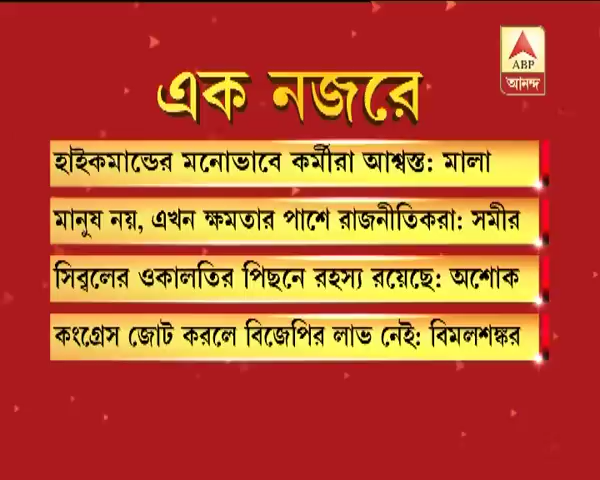 ABP
আনন্দ
এক নজরে
হাইকমান্ডের মনোভাবে কর্মীরা আশ্বস্ত: মালা
মানুষ নয়, এখন ক্ষমতার পাশে রাজনীতিকরা: সমীর
সিব্বলের ওকালতির পিছনে রহস্য রয়েছে: অশোক
কংগ্রেস জোট করলে বিজেপির লাভ নেই: বিমলশঙ্কর